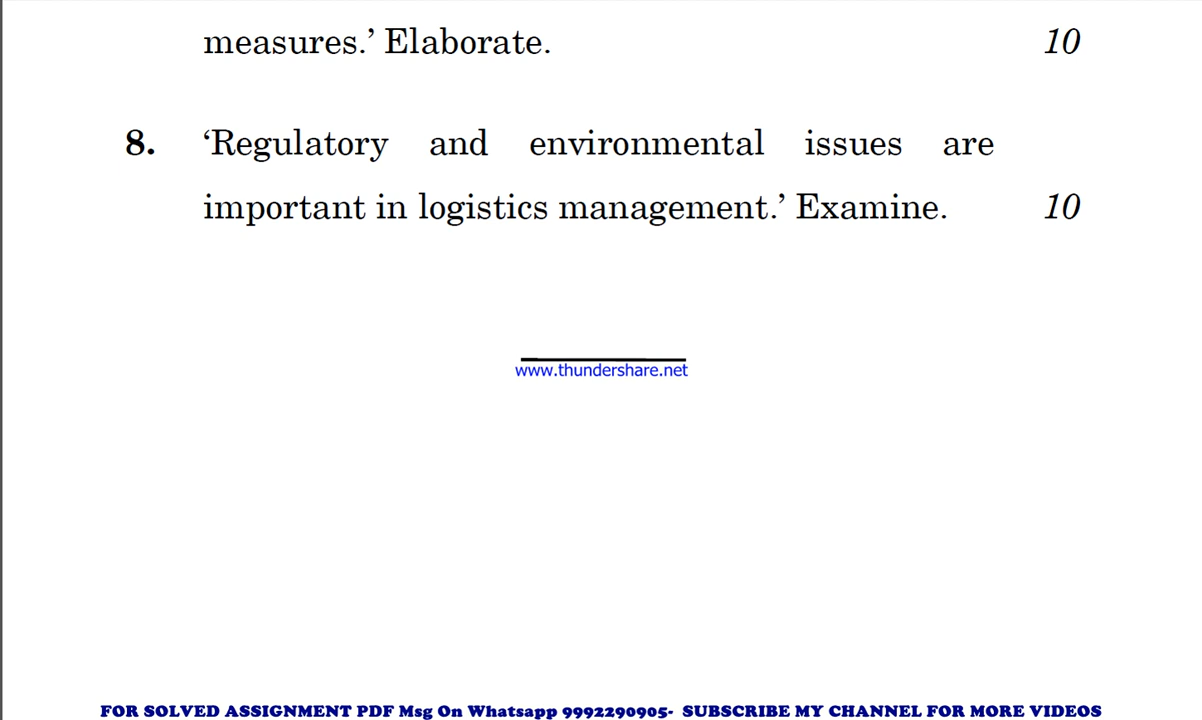 measures.’ Elaborate. 10
8. ‘Regulatory and environmental issues are
important in logistics management.’ Examine. 10
www.thundershare.net
FOR SOLVED ASSIGNMENT PDF Msg On Whatsapp 9992290905- SUBSCRIBE MY CHANNEL FOR MORE VIDEOS